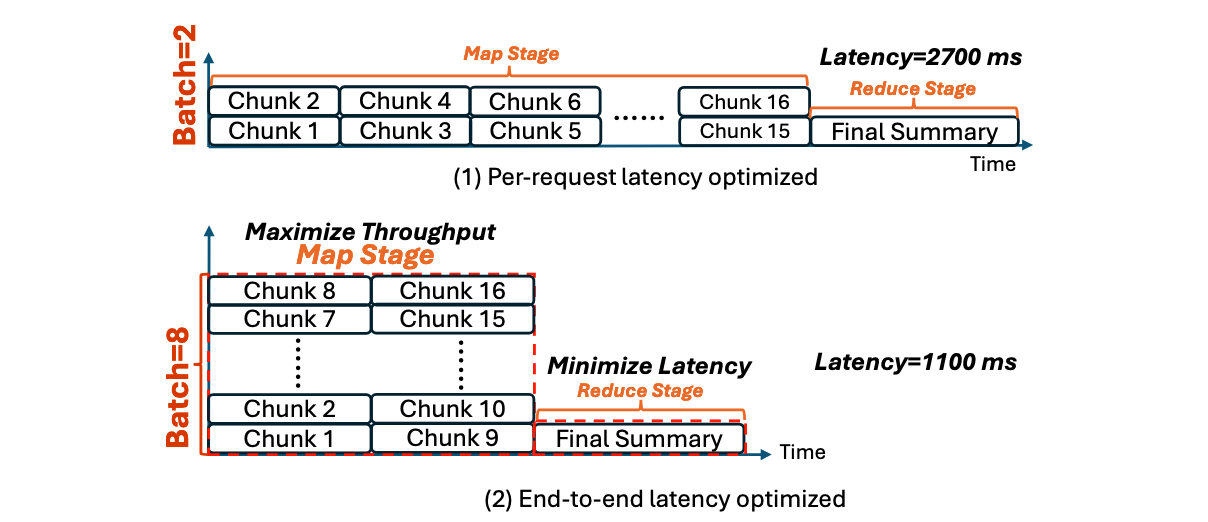 Batch=2
Map Stage
Latency=2700 ms
Reduce Stage
Chunk 2 Chunk 4 Chunk 6 ...... Chunk 16
Chunk 1 Chunk 3 Chunk 5 Chunk 15 Final Summary
Time
(1) Per-request latency optimized
Maximize Throughput
Map Stage
Batch=8
Chunk 8 Chunk 16
Chunk 7 Chunk 15
Minimize Latency
Latency=1100 ms
Reduce Stage
Chunk 2 Chunk 10
Chunk 1 Chunk 9 Final Summary
Time
(2) End-to-end latency optimized